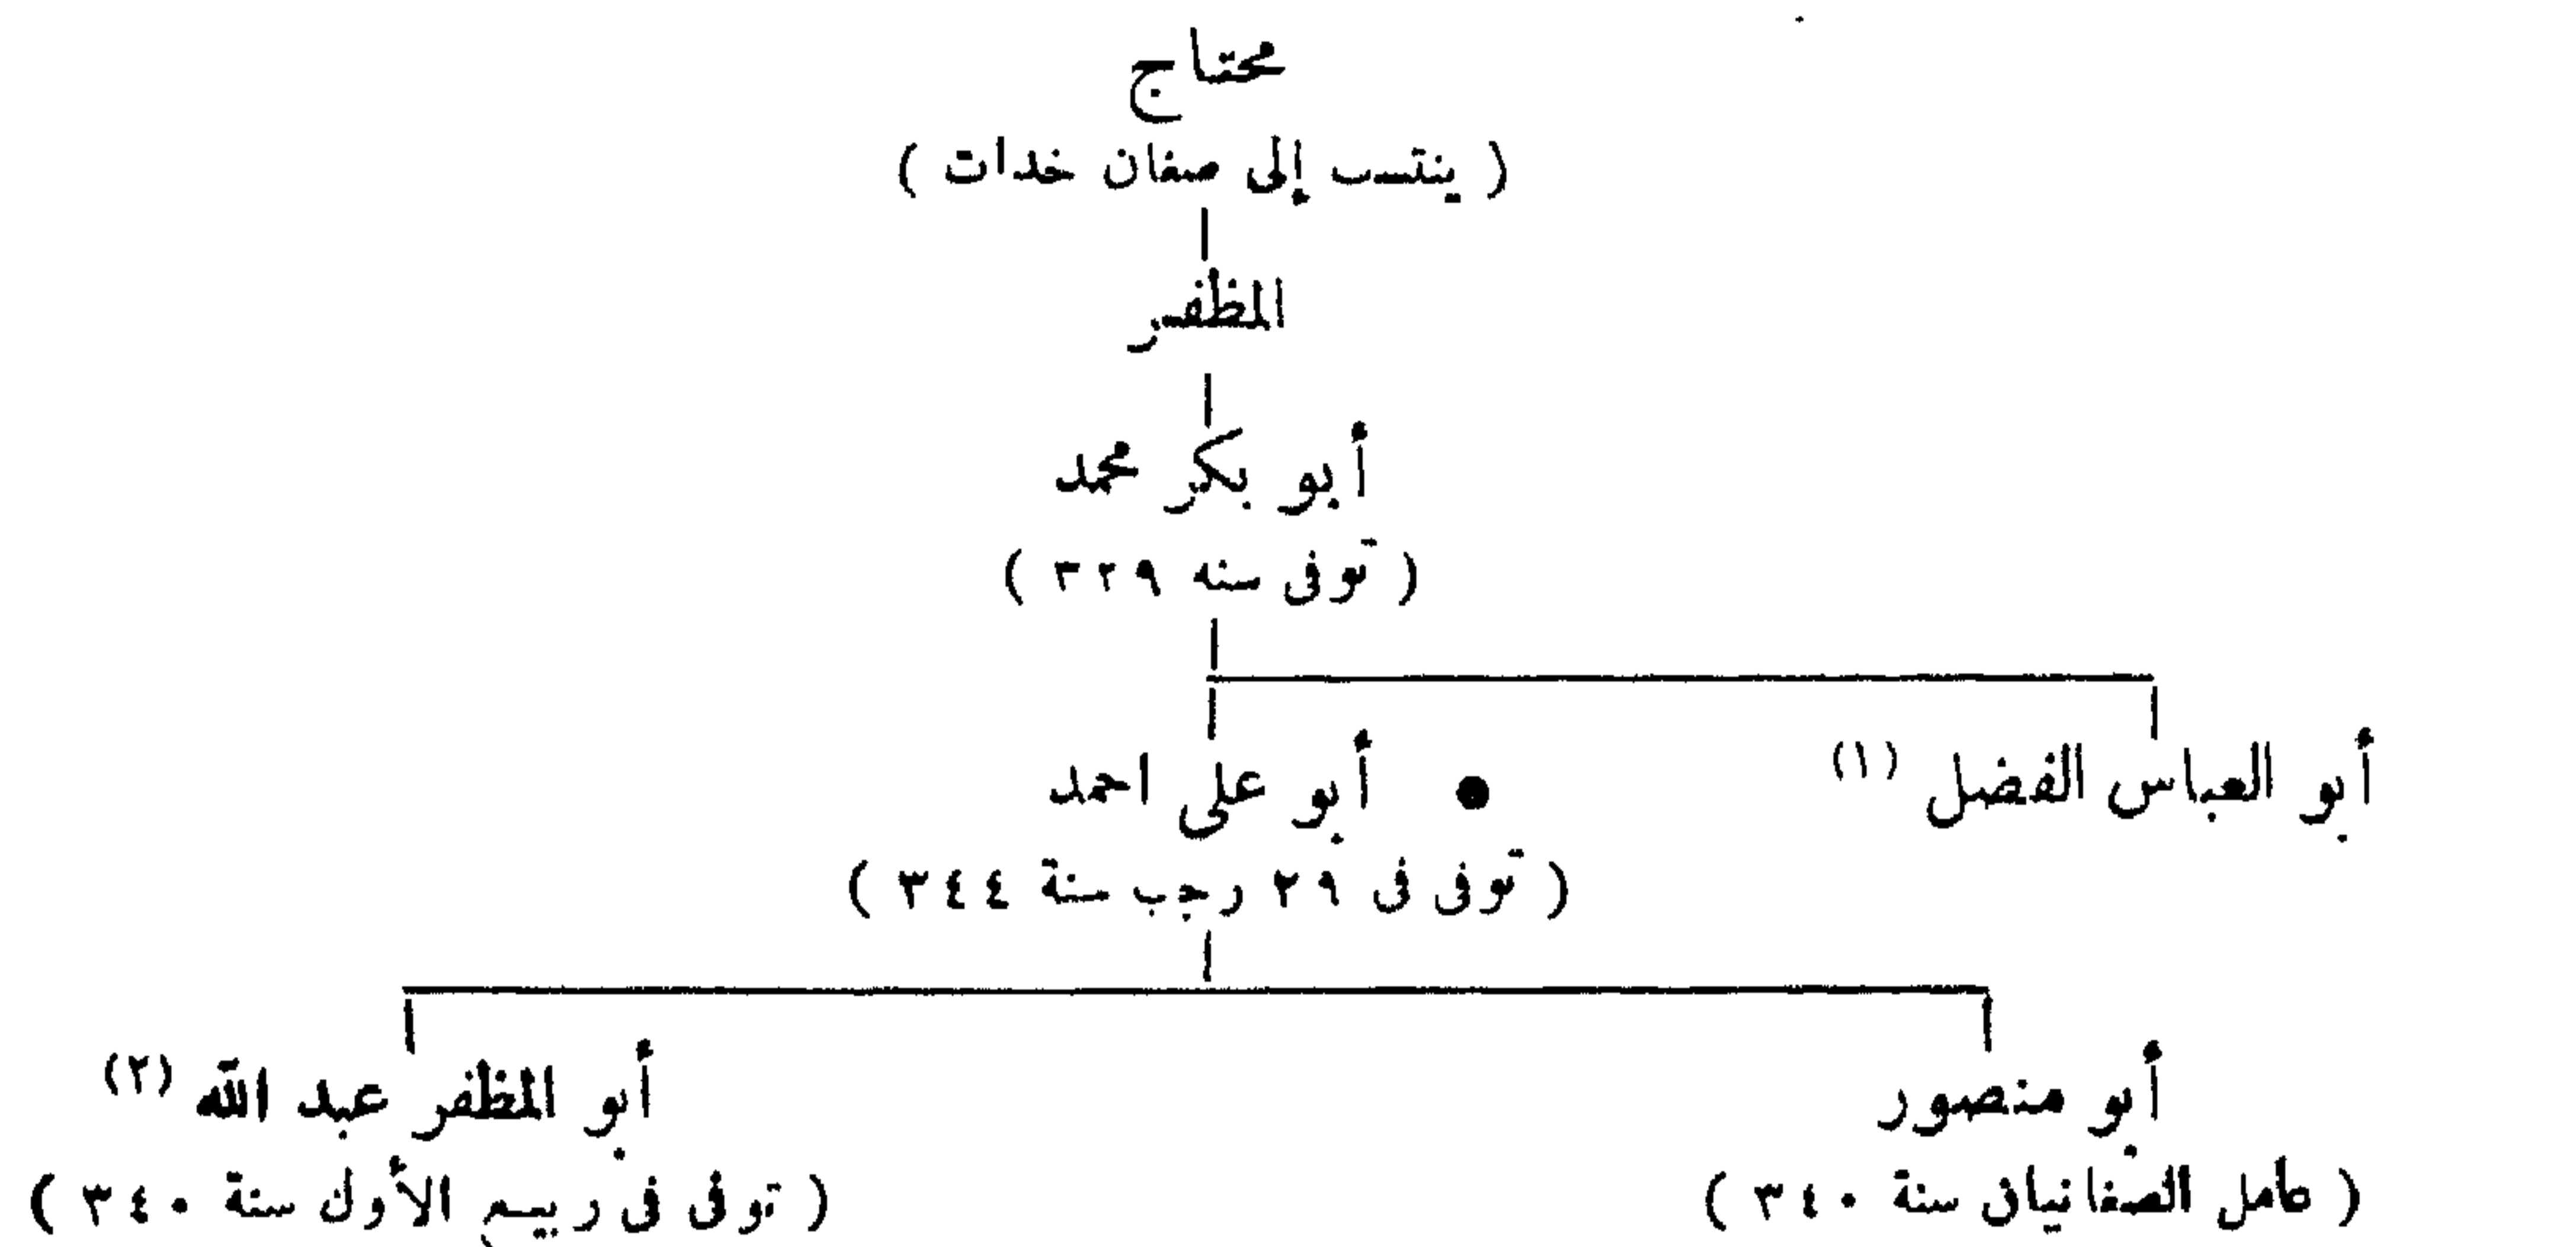 محتاج
( ينتسب إلى صغان خدات )
المظفر
أبو بكر محمد
( توفى سنه ٣٢٩ )
أبو العباس الفضل (١)
● أبو على احمد
( توفى فى ٢٩ رجب سنة ٣٤٤ )
أبو منصور
( عامل الصغانيان سنة ٣٤٠ )
أبو المظفر عبد الله (٢)
( توفى فى ربيع الأول سنة ٣٤٠ )